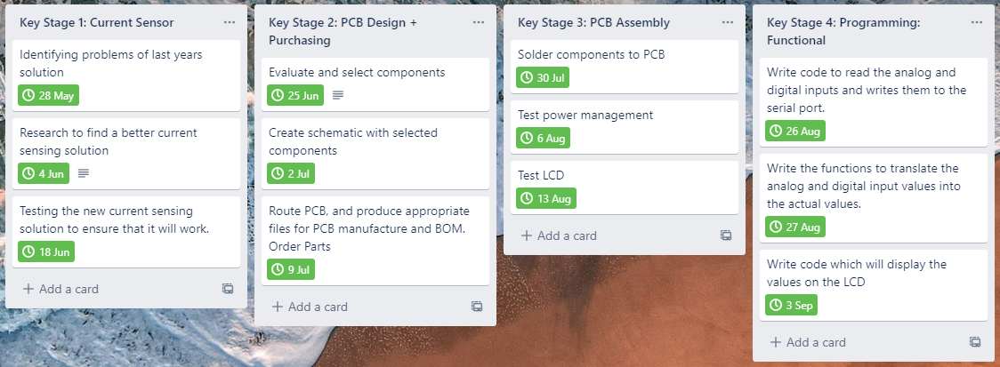 Key Stage 1: Current Sensor
Identifying problems of last years
solution
28 May
Research to find a better current
sensing solution
4 Jun
Testing the new current sensing
solution to ensure that it will work.
18 Jun
+ Add a card
Key Stage 2: PCB Design +
Purchasing
Evaluate and select components
25 Jun
Create schematic with selected
components
2 Jul
Route PCB, and produce appropriate
files for PCB manufacture and BOM.
Order Parts
9 Jul
+ Add a card
Key Stage 3: PCB Assembly
Solder components to PCB
30 Jul
Test power management
6 Aug
Test LCD
13 Aug
+ Add a card
Key Stage 4: Programming:
Functional
Write code to read the analog and
digital inputs and writes them to the
serial port.
26 Aug
Write the functions to translate the
analog and digital input values into
the actual values.
27 Aug
Write code which will display the
values on the LCD
3 Sep
+ Add a card